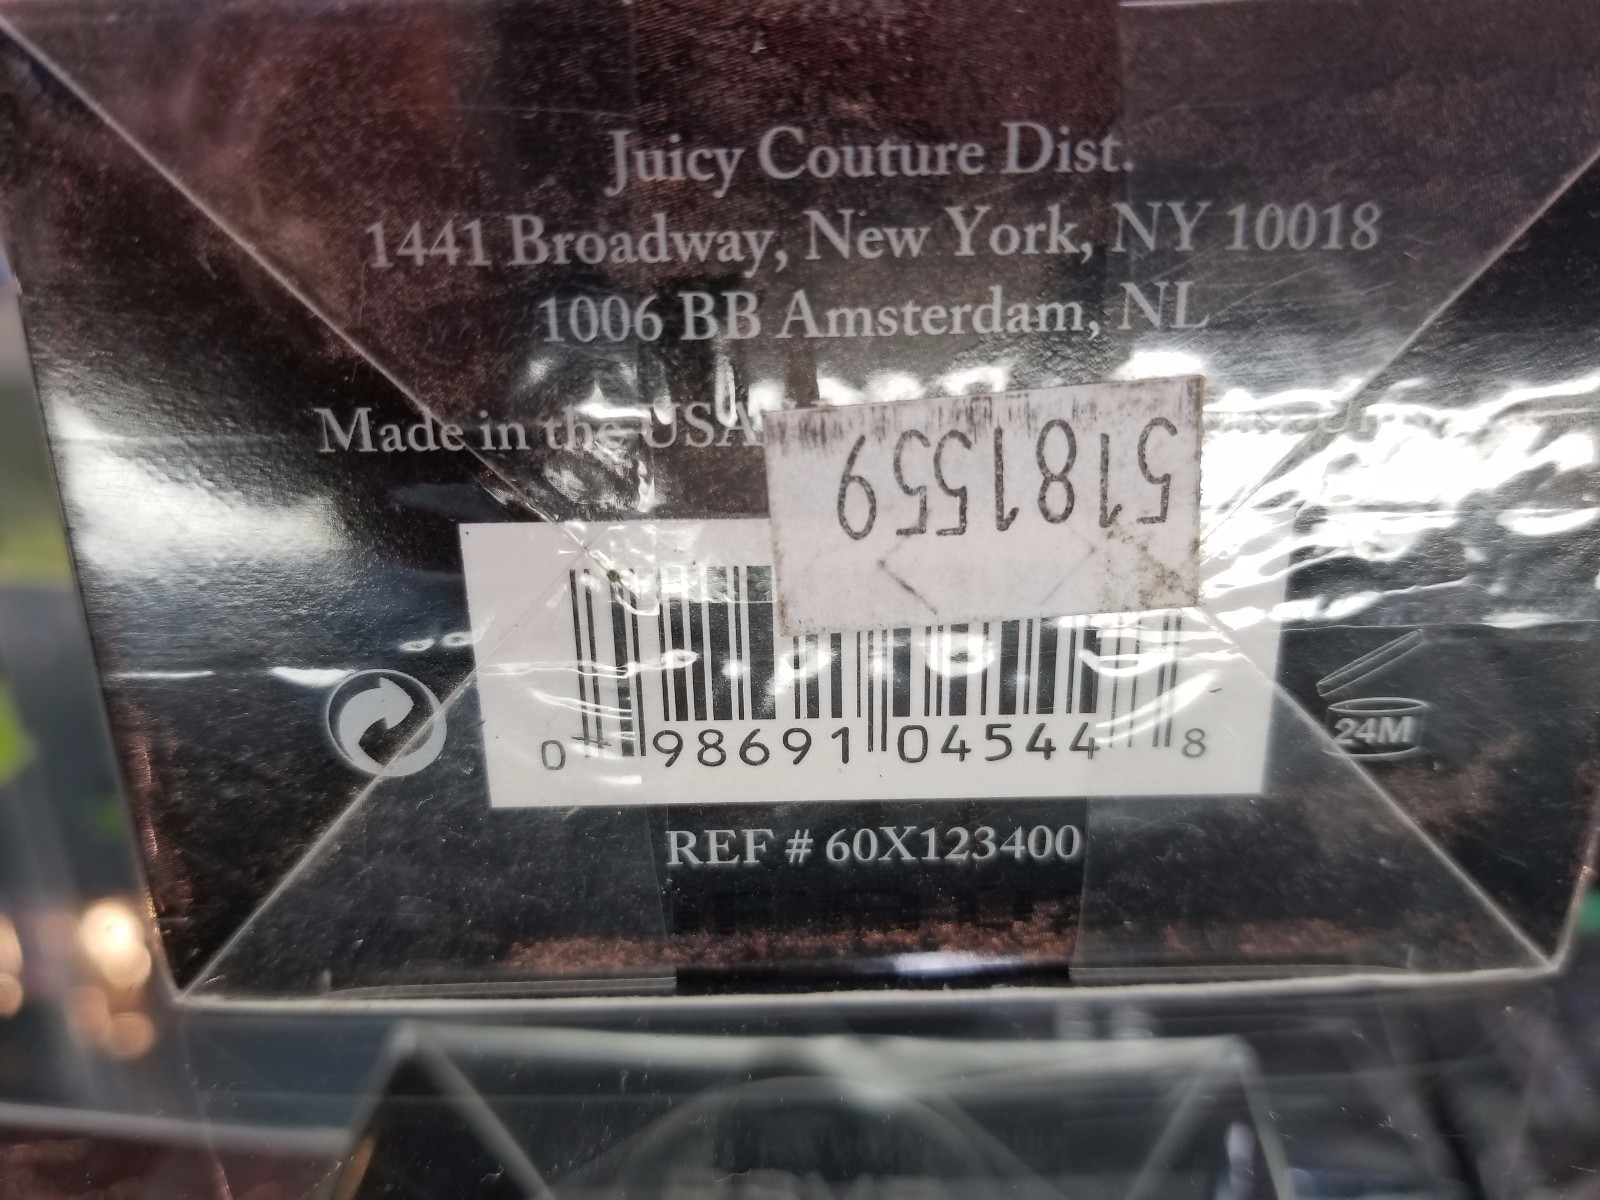 Juicy Couture Dist.
1441 Broadway, New York, NY 10018
1006 BB Amsterdam, NL
Made in the USA
5181559
0 98691 04544 8
24M
REF # 60X123400